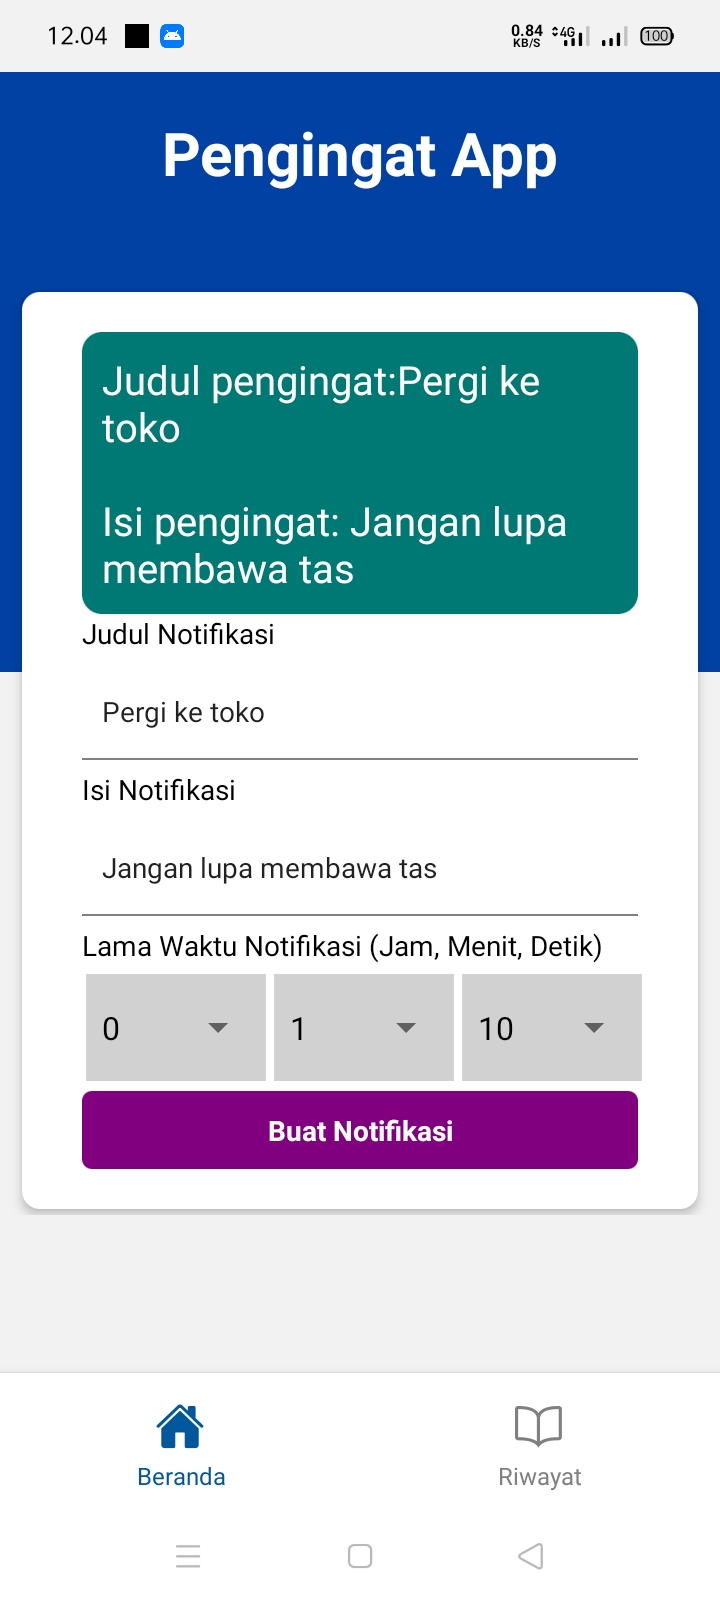 12.04 0.84 KB/S 4G 100
Pengingat App
Judul pengingat:Pergi ke
toko
Isi pengingat: Jangan lupa
membawa tas
Judul Notifikasi
Pergi ke toko
Isi Notifikasi
Jangan lupa membawa tas
Lama Waktu Notifikasi (Jam, Menit, Detik)
0 1 10
Buat Notifikasi
Beranda Riwayat